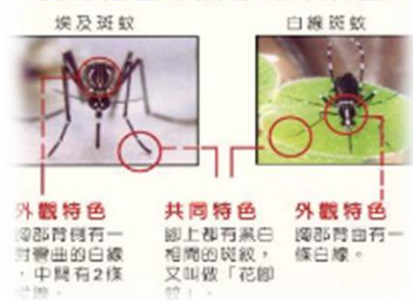 埃及斑蚊
白線斑蚊
外觀特色
胸部背側有一
對彎曲的白線
，中間有2條
共同特色
腳上都有黑白
相間的斑紋，
又叫做「花腳
蚊」。
外觀特色
胸部背面有一
條白線。